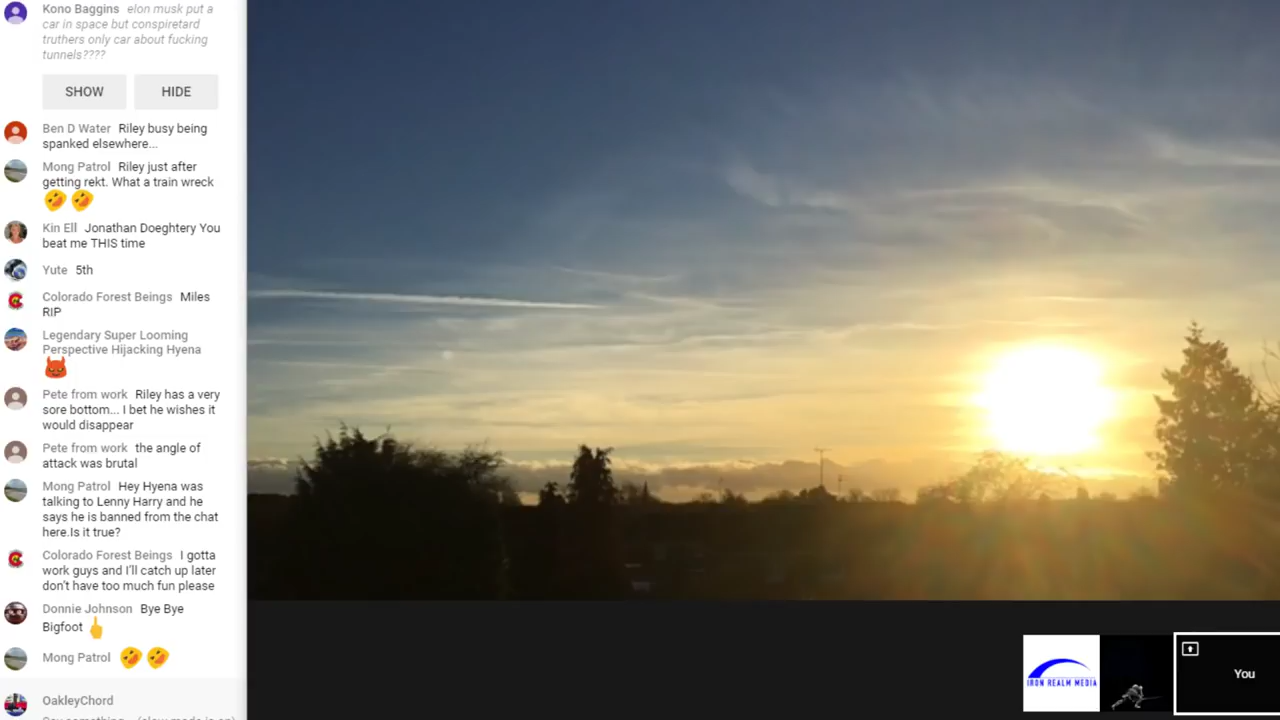 Kono Baggins elon musk put a
car in space but conspiretard
truthers only car about fucking
tunnels????
SHOW HIDE
Ben D Water Riley busy being
spanked elsewhere...
Mong Patrol Riley just after
getting rekt. What a train wreck
Kin Ell Jonathan Doeghtery You
beat me THIS time
Yute 5th
Colorado Forest Beings Miles
RIP
Legendary Super Looming
Perspective Hijacking Hyena
Pete from work Riley has a very
sore bottom... I bet he wishes it
would disappear
Pete from work the angle of
attack was brutal
Mong Patrol Hey Hyena was
talking to Lenny Harry and he
says he is banned from the chat
here.Is it true?
Colorado Forest Beings I gotta
work guys and I'll catch up later
don't have too much fun please
Donnie Johnson Bye Bye
Bigfoot
Mong Patrol
OakleyChord
Say something... (slow mode is on)
IRON REALM MEDIA
You